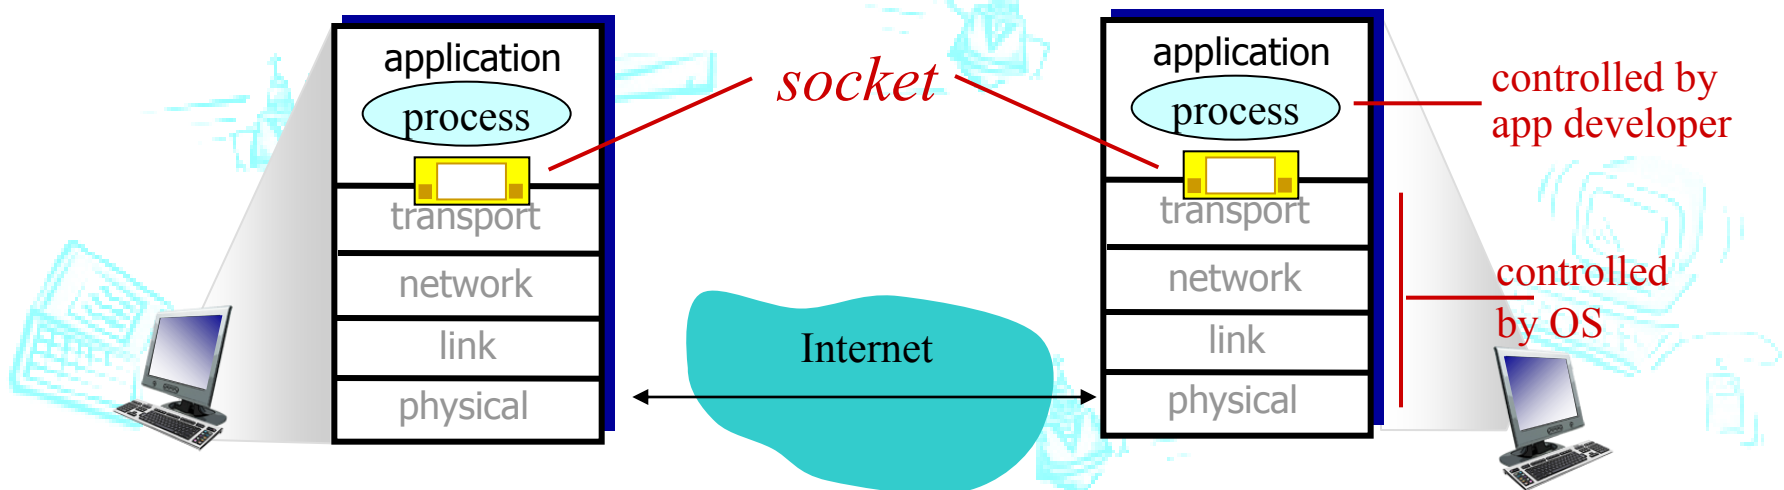 application
process
transport
network
link
physical
socket
Internet
application
process
transport
network
link
physical
controlled by
app developer
controlled
by OS